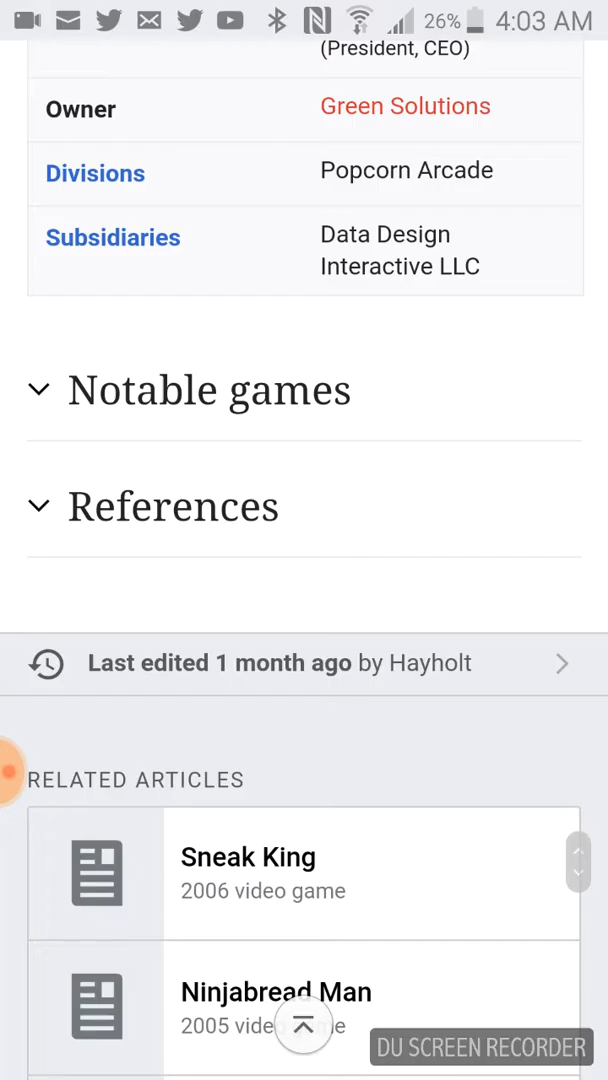 26% 4:03 AM
(President, CEO)
Owner Green Solutions
Divisions Popcorn Arcade
Subsidiaries Data Design
Interactive LLC
Notable games
References
Last edited 1 month ago by Hayholt
RELATED ARTICLES
Sneak King
2006 video game
Ninjabread Man
2005 video game
DU SCREEN RECORDER